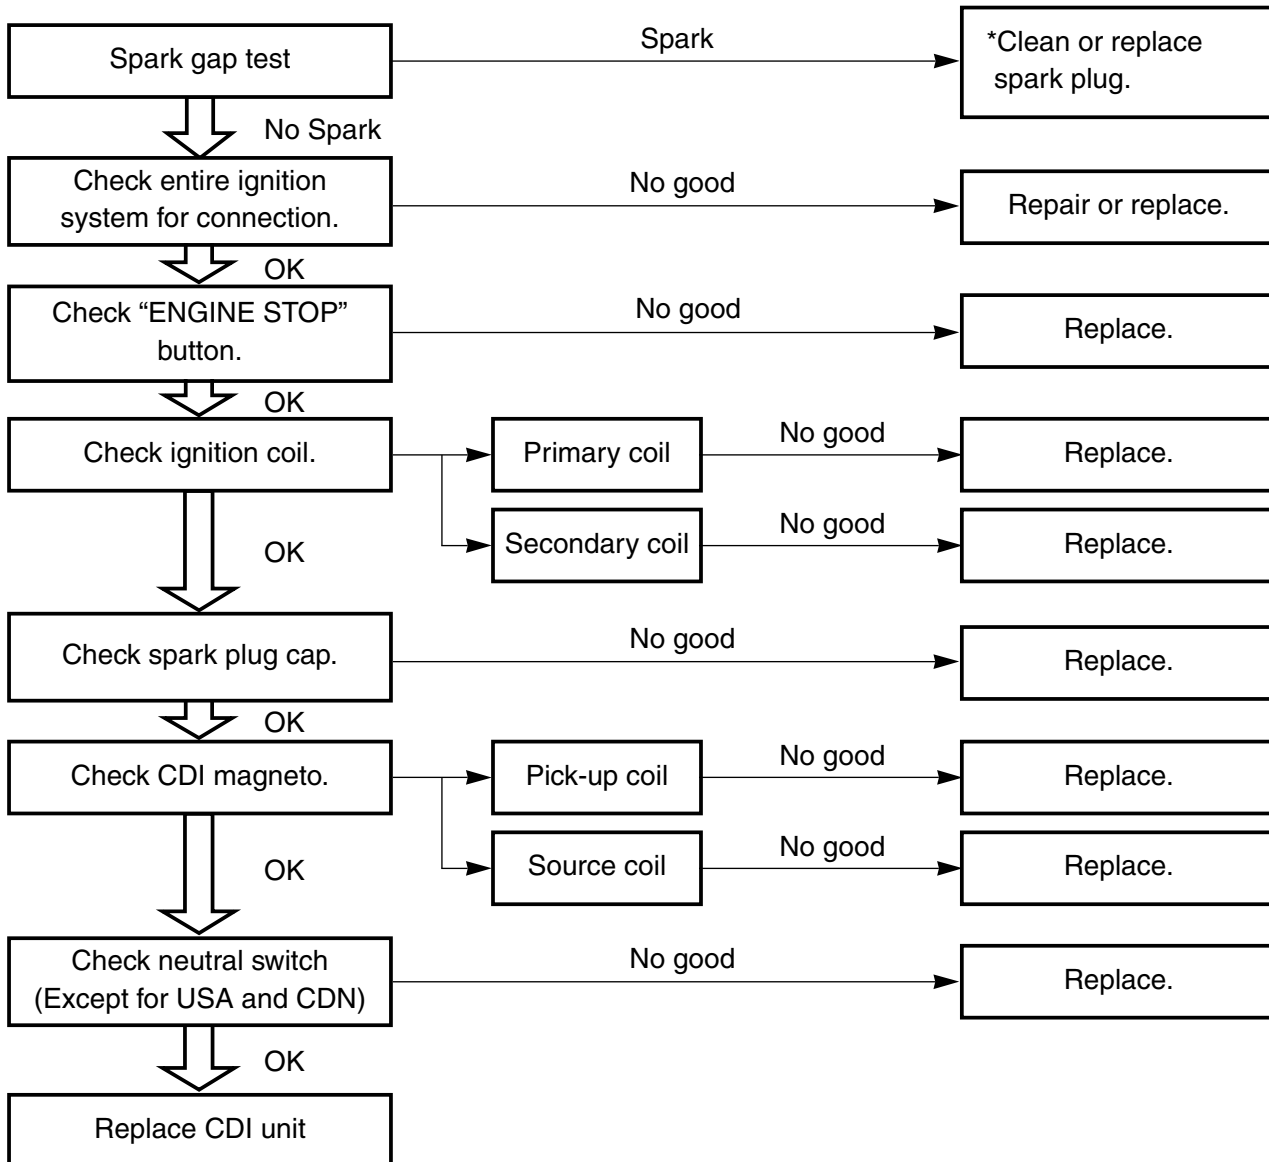 Spark gap test
Spark
*Clean or replace
spark plug.
No Spark
Check entire ignition
system for connection.
No good
Repair or replace.
OK
Check “ENGINE STOP”
button.
No good
Replace.
OK
Check ignition coil.
Primary coil
No good
Replace.
Secondary coil
No good
Replace.
OK
Check spark plug cap.
No good
Replace.
OK
Check CDI magneto.
Pick-up coil
No good
Replace.
Source coil
No good
Replace.
OK
Check neutral switch
(Except for USA and CDN)
No good
Replace.
OK
Replace CDI unit